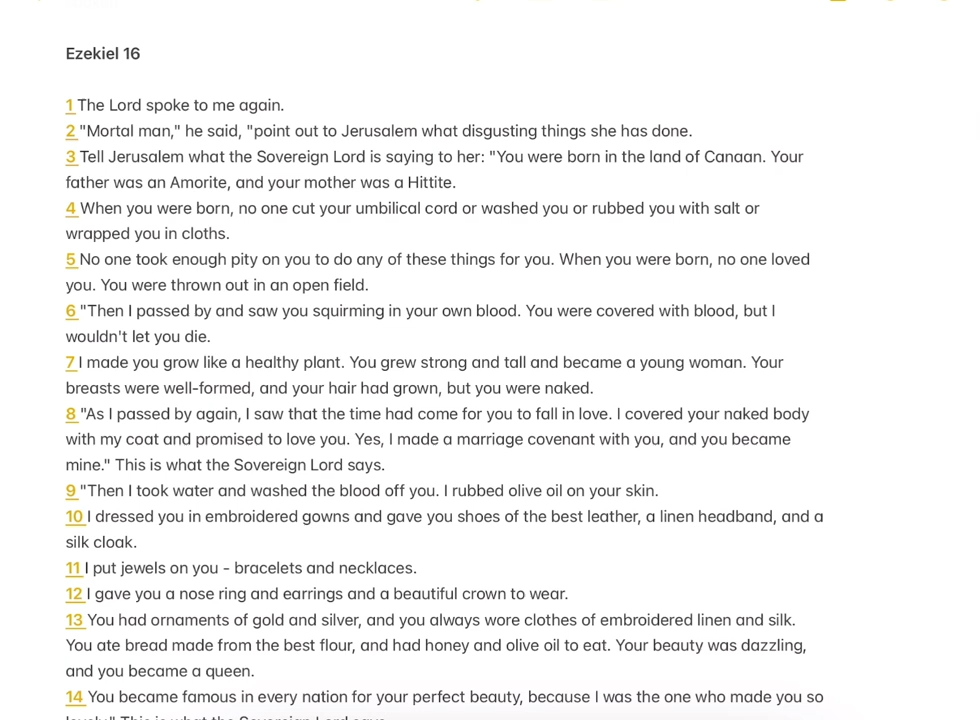 Ezekiel 16
1 The Lord spoke to me again.
2 "Mortal man," he said, "point out to Jerusalem what disgusting things she has done.
3 Tell Jerusalem what the Sovereign Lord is saying to her: "You were born in the land of Canaan. Your
father was an Amorite, and your mother was a Hittite.
4 When you were born, no one cut your umbilical cord or washed you or rubbed you with salt or
wrapped you in cloths.
5 No one took enough pity on you to do any of these things for you. When you were born, no one loved
you. You were thrown out in an open field.
6 "Then I passed by and saw you squirming in your own blood. You were covered with blood, but I
wouldn't let you die.
7 I made you grow like a healthy plant. You grew strong and tall and became a young woman. Your
breasts were well-formed, and your hair had grown, but you were naked.
8 "As I passed by again, I saw that the time had come for you to fall in love. I covered your naked body
with my coat and promised to love you. Yes, I made a marriage covenant with you, and you became
mine." This is what the Sovereign Lord says.
9 "Then I took water and washed the blood off you. I rubbed olive oil on your skin.
10 I dressed you in embroidered gowns and gave you shoes of the best leather, a linen headband, and a
silk cloak.
11 I put jewels on you - bracelets and necklaces.
12 I gave you a nose ring and earrings and a beautiful crown to wear.
13 You had ornaments of gold and silver, and you always wore clothes of embroidered linen and silk.
You ate bread made from the best flour, and had honey and olive oil to eat. Your beauty was dazzling,
and you became a queen.
14 You became famous in every nation for your perfect beauty, because I was the one who made you so
lovely." This is what the Sovereign Lord says.